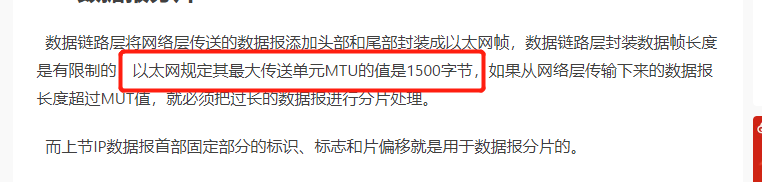 数据链路层将网络层传送的数据报添加头部和尾部封装成以太网帧，数据链路层封装数据帧长度
是有限制的，以太网规定其最大传送单元MTU的值是1500字节，如果从网络层传输下来的数据报
长度超过MUT值，就必须把过长的数据报进行分片处理。
而上节IP数据报首部固定部分的标识、标志和片偏移就是用于数据报分片的。